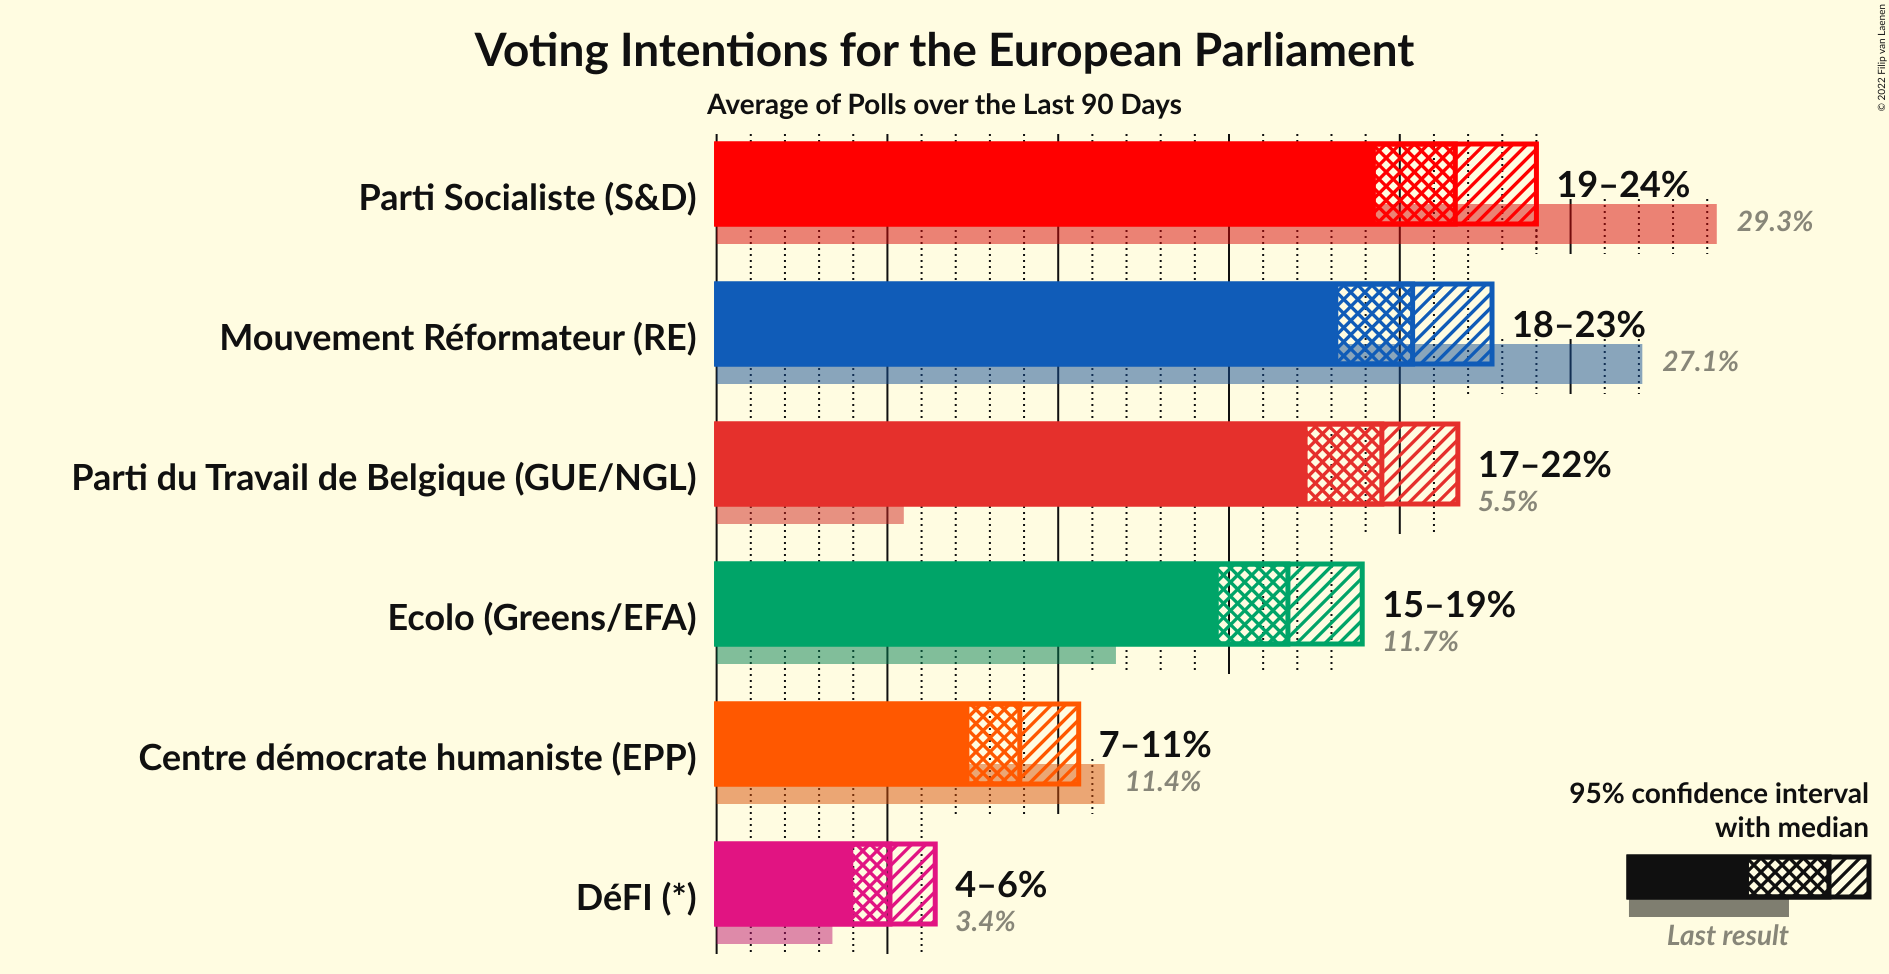 Voting Intentions for the European Parliament
Average of Polls over the Last 90 Days
© 2022 Filip van Laenen
Parti Socialiste (S&D)
19–24%
29.3%
Mouvement Réformateur (RE)
18–23%
27.1%
Parti du Travail de Belgique (GUE/NGL)
17–22%
5.5%
Ecolo (Greens/EFA)
15–19%
11.7%
Centre démocrate humaniste (EPP)
7–11%
11.4%
DéFI (*)
4–6%
3.4%
95% confidence interval
with median
Last result